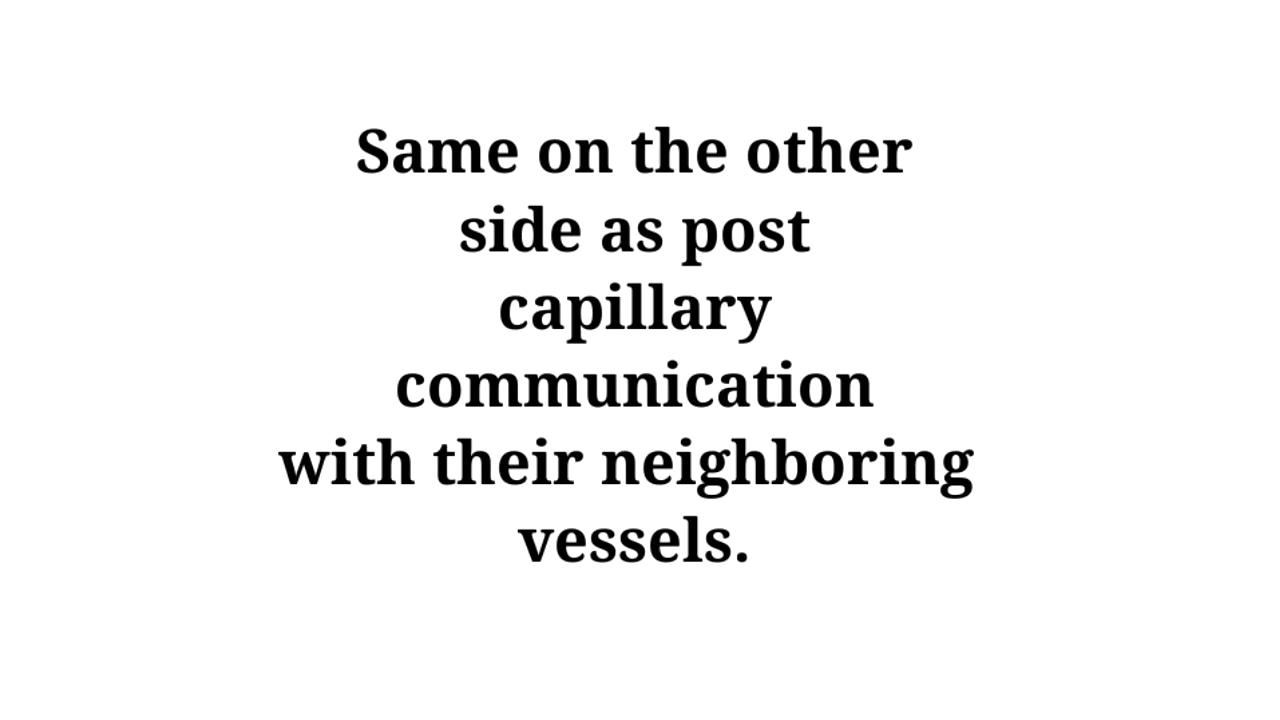 Same on the other
side as post
capillary
communication
with their neighboring
vessels.